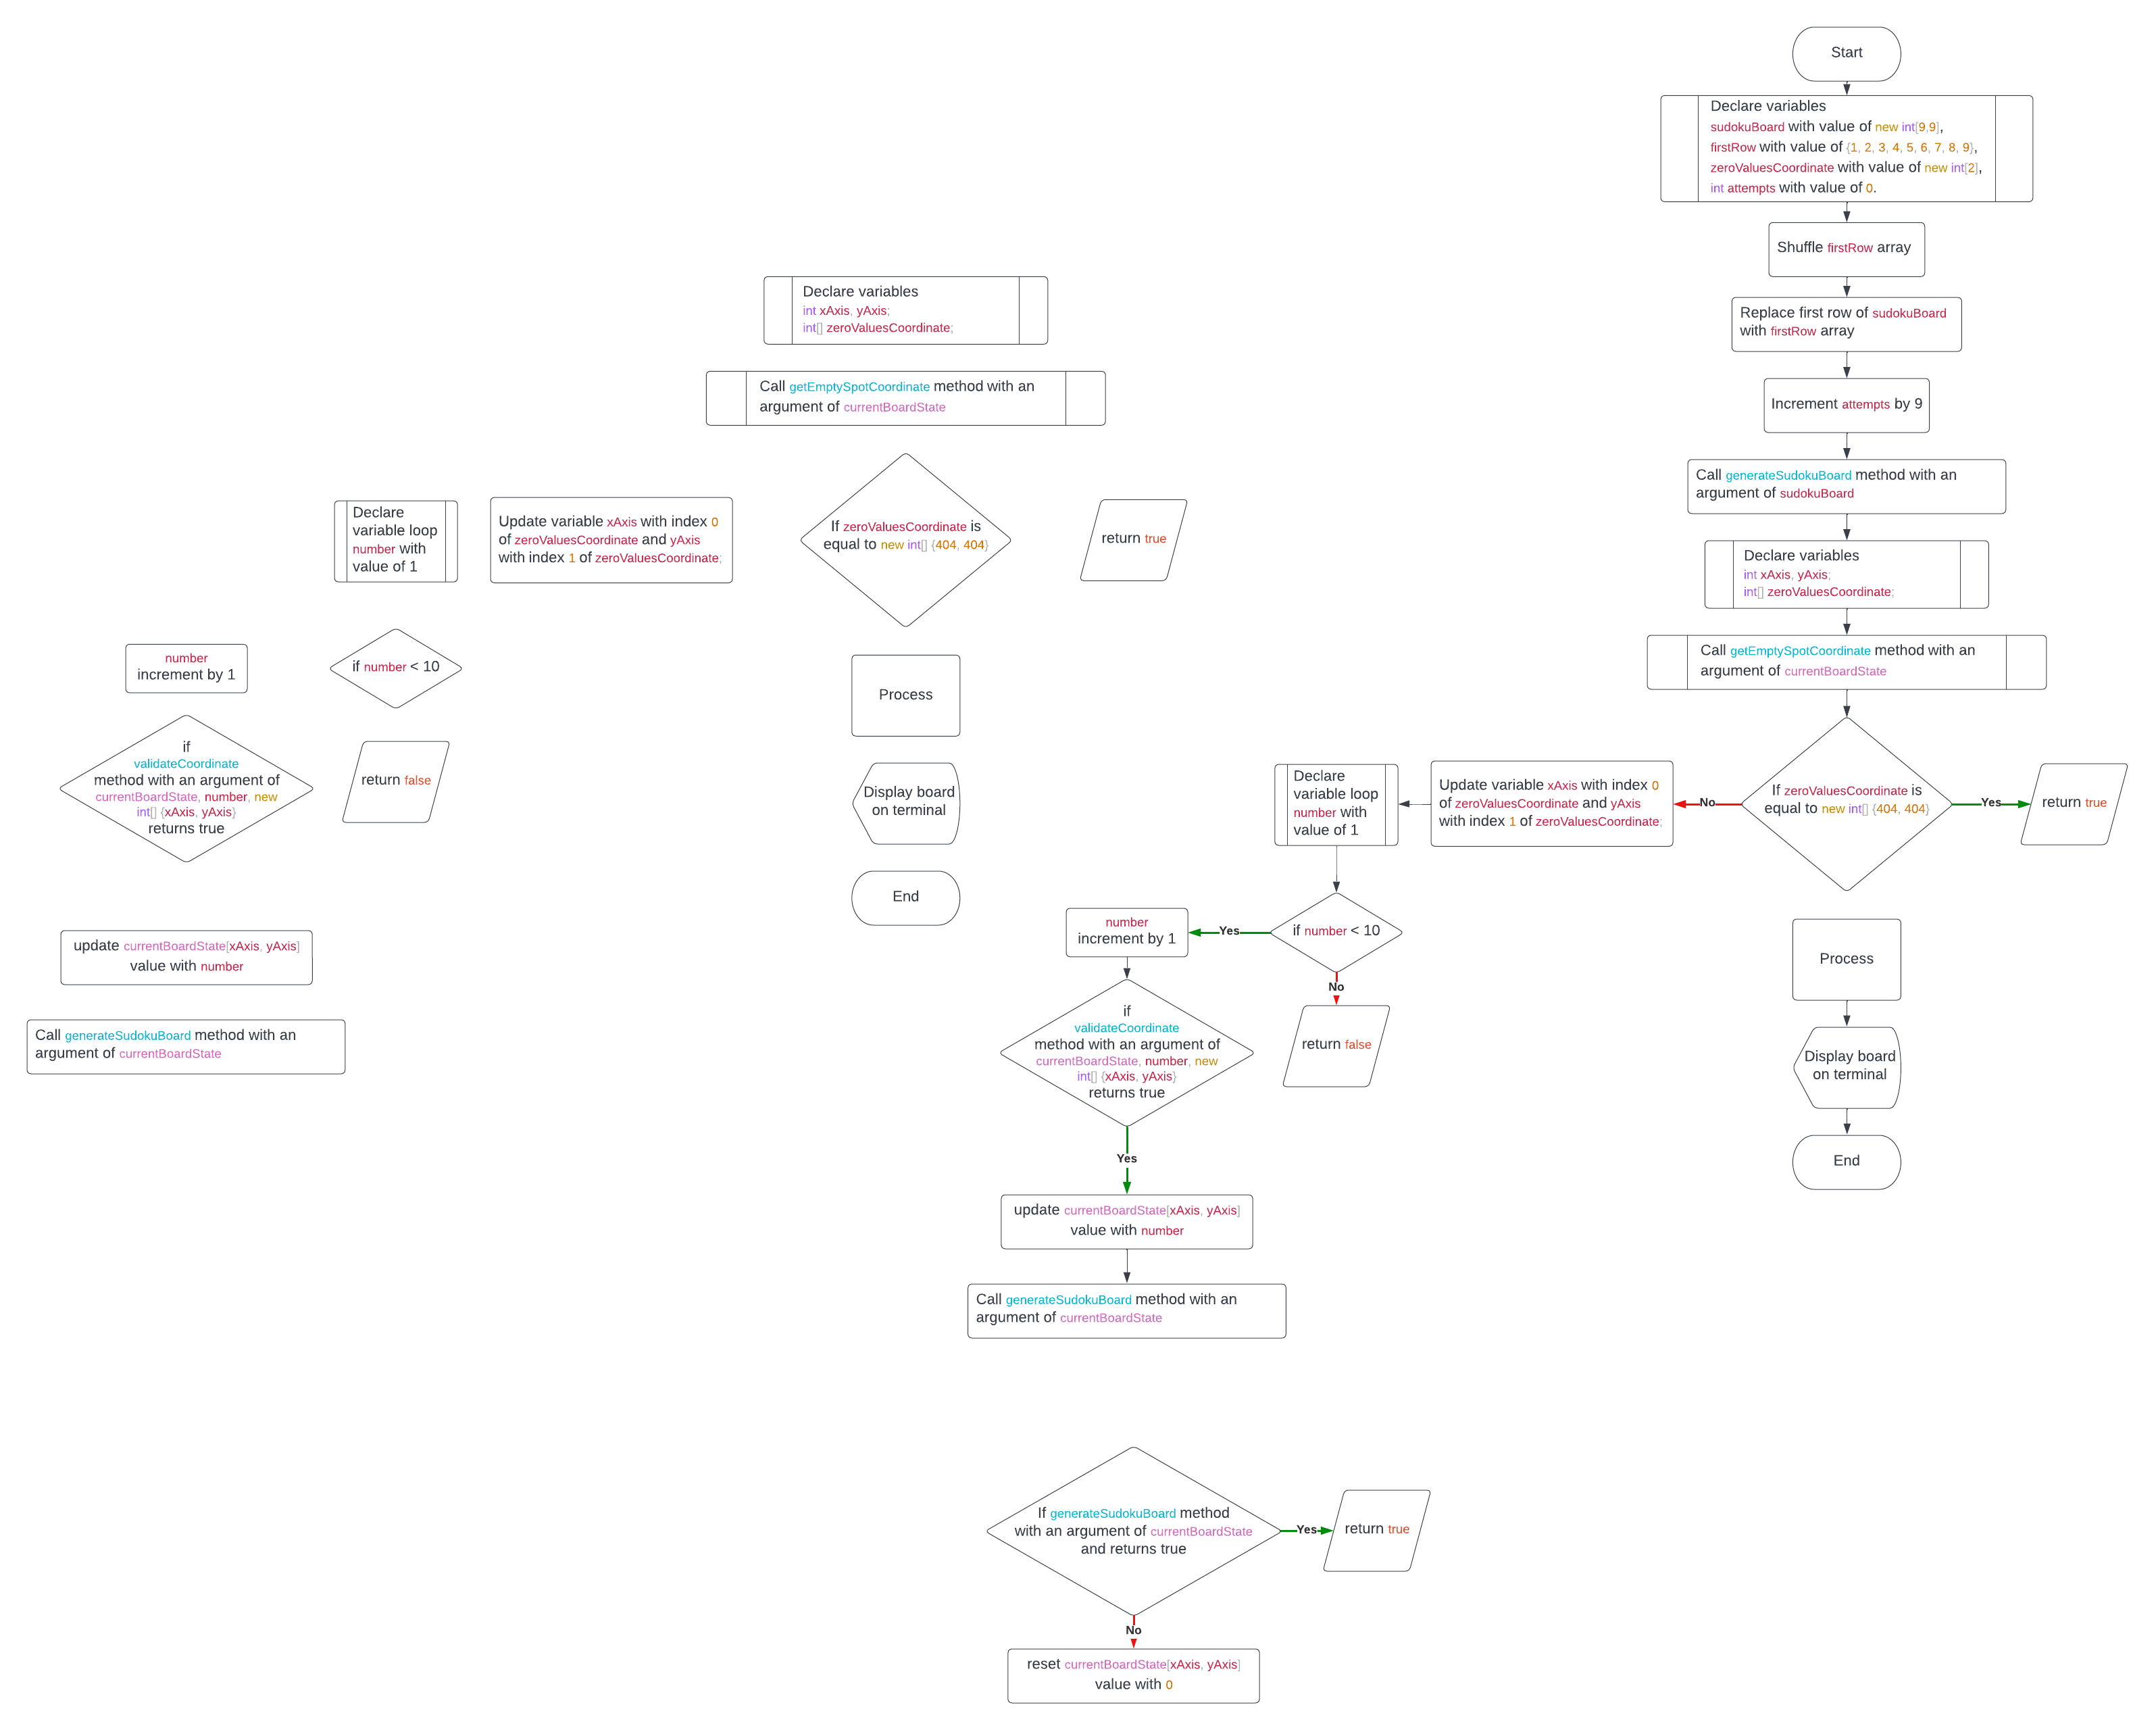 Start
Declare variables
sudokuBoard with value of new int[9,9],
firstRow with value of {1, 2, 3, 4, 5, 6, 7, 8, 9},
zeroValuesCoordinate with value of new int[2],
int attempts with value of 0.
Shuffle firstRow array
Replace first row of sudokuBoard
with firstRow array
Increment attempts by 9
Call generateSudokuBoard method with an
argument of sudokuBoard
Declare variables
int xAxis, yAxis;
int[] zeroValuesCoordinate;
Call getEmptySpotCoordinate method with an
argument of currentBoardState
If zeroValuesCoordinate is
equal to new int[] {404, 404}
Yes
return true
No
Update variable xAxis with index 0
of zeroValuesCoordinate and yAxis
with index 1 of zeroValuesCoordinate;
Declare
variable loop
number with
value of 1
if number < 10
No
return false
Yes
number
increment by 1
if
validateCoordinate
method with an argument of
currentBoardState, number, new
int[] {xAxis, yAxis}
returns true
Yes
update currentBoardState[xAxis, yAxis]
value with number
Call generateSudokuBoard method with an
argument of currentBoardState
If generateSudokuBoard method
with an argument of currentBoardState
and returns true
Yes
return true
No
reset currentBoardState[xAxis, yAxis]
value with 0
Process
Display board
on terminal
End
Declare variables
int xAxis, yAxis;
int[] zeroValuesCoordinate;
Call getEmptySpotCoordinate method with an
argument of currentBoardState
If zeroValuesCoordinate is
equal to new int[] {404, 404}
return true
Update variable xAxis with index 0
of zeroValuesCoordinate and yAxis
with index 1 of zeroValuesCoordinate;
Declare
variable loop
number with
value of 1
if number < 10
return false
number
increment by 1
if
validateCoordinate
method with an argument of
currentBoardState, number, new
int[] {xAxis, yAxis}
returns true
update currentBoardState[xAxis, yAxis]
value with number
Call generateSudokuBoard method with an
argument of currentBoardState
Process
Display board
on terminal
End